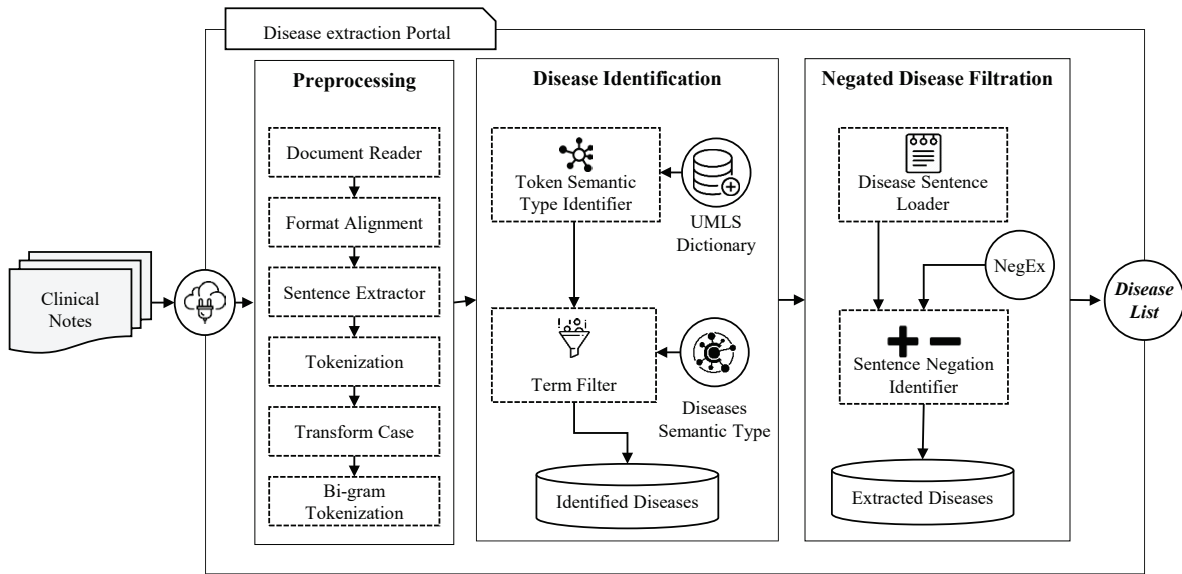 Disease extraction Portal
Preprocessing
Document Reader
Format Alignment
Sentence Extractor
Tokenization
Transform Case
Bi-gram
Tokenization
Clinical
Notes
Disease Identification
Token Semantic
Type Identifier
UMLS
Dictionary
Term Filter
Diseases
Semantic Type
Identified Diseases
Negated Disease Filtration
Disease Sentence
Loader
NegEx
Sentence Negation
Identifier
Extracted Diseases
Disease
List